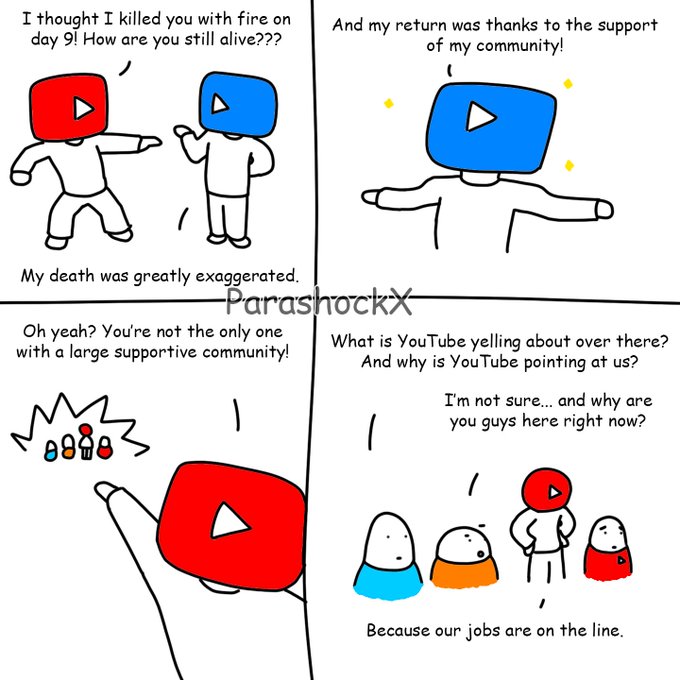 I thought I killed you with fire on
day 9! How are you still alive???
My death was greatly exaggerated.
And my return was thanks to the support
of my community!
ParashockX
Oh yeah? You're not the only one
with a large supportive community!
What is YouTube yelling about over there?
And why is YouTube pointing at us?
I'm not sure... and why are
you guys here right now?
Because our jobs are on the line.